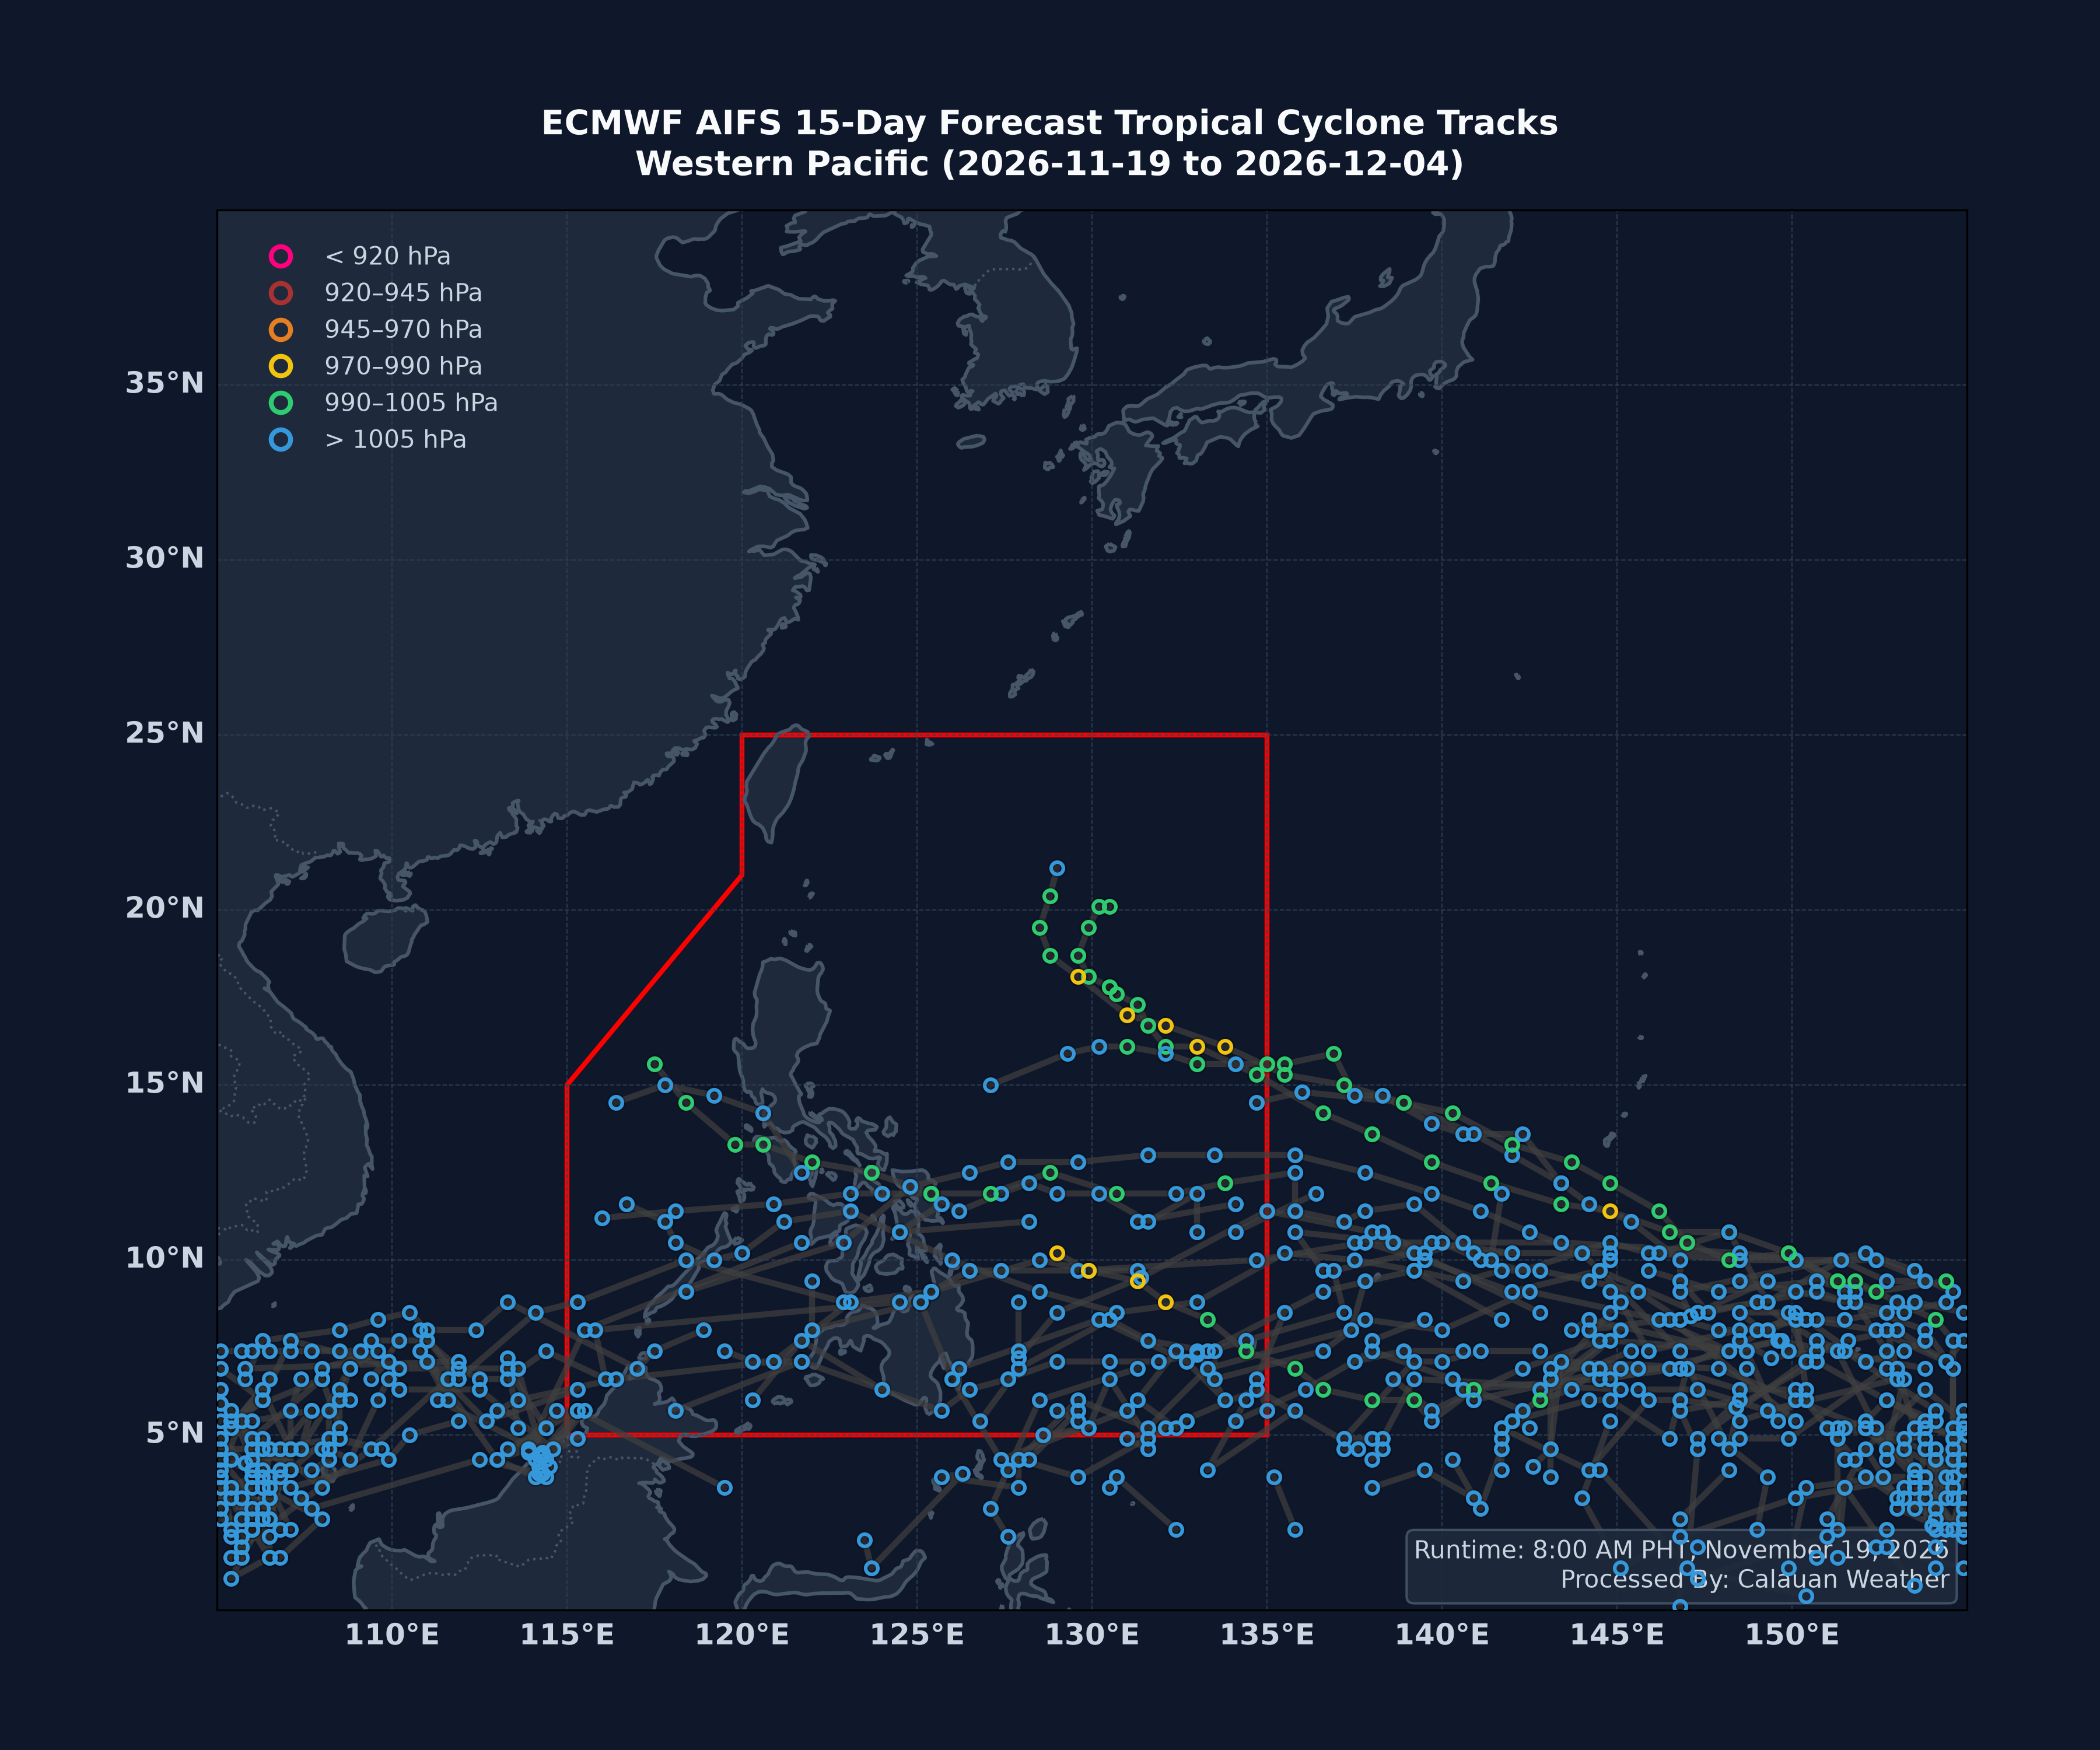 ECMWF AIFS 15-Day Forecast Tropical Cyclone Tracks
Western Pacific (2026-11-19 to 2026-12-04)
< 920 hPa
920–945 hPa
945–970 hPa
970–990 hPa
990–1005 hPa
> 1005 hPa
35°N
30°N
25°N
20°N
15°N
10°N
5°N
Runtime: 8:00 AM PHT, November 19, 2026
Processed By: Calauan Weather
110°E 115°E 120°E 125°E 130°E 135°E 140°E 145°E 150°E